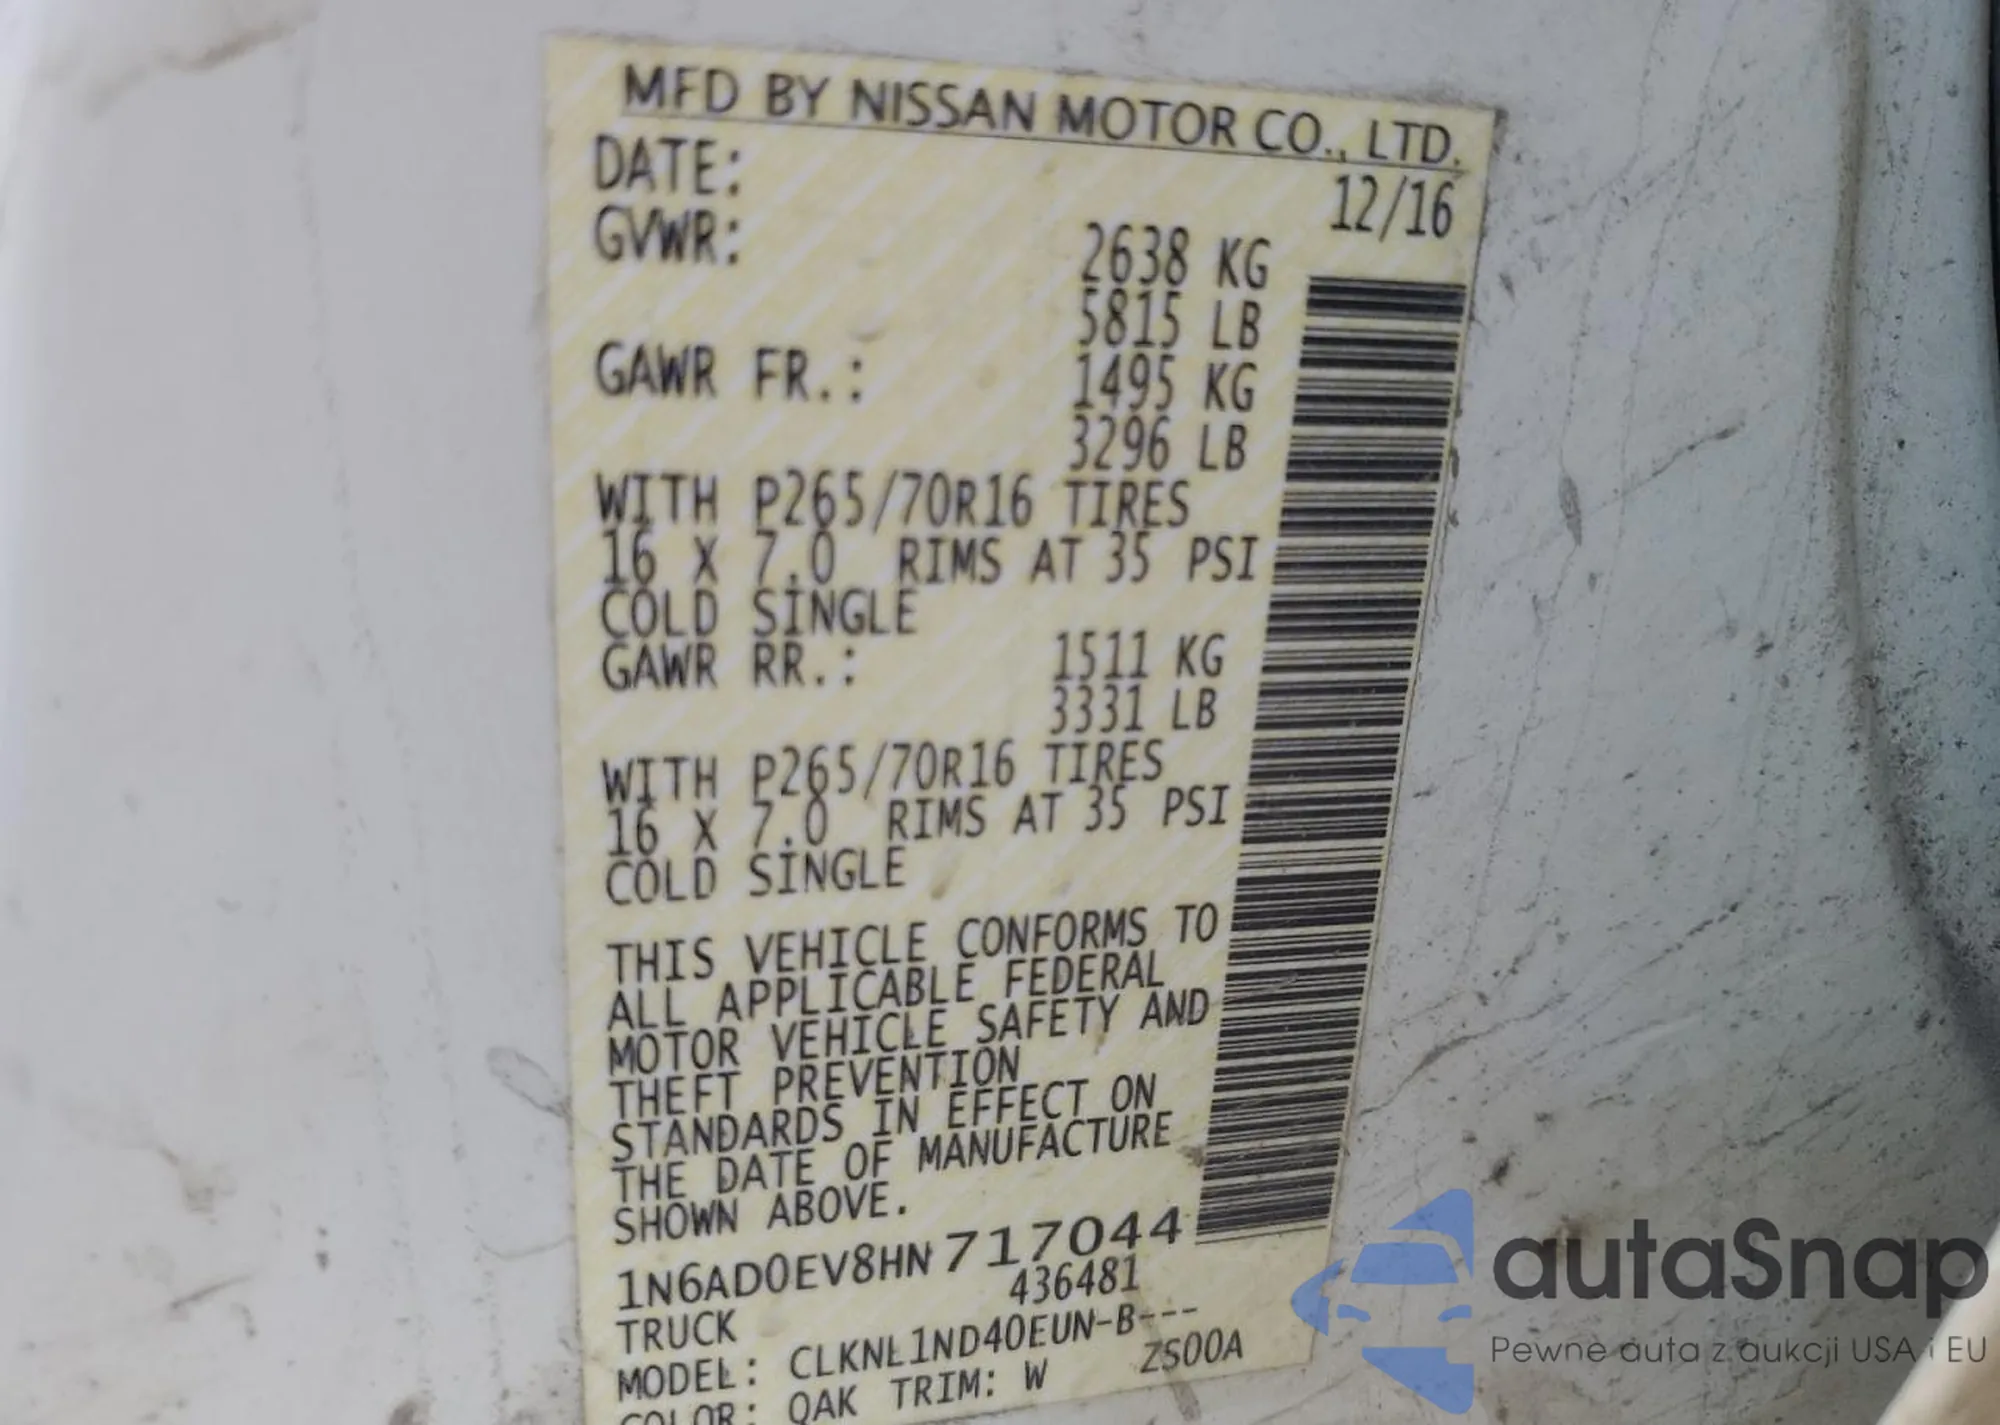 MFD BY NISSAN MOTOR CO., LTD.
DATE: 12/16
GVWR: 2638 KG
5815 LB
GAWR FR.: 1495 KG
3296 LB
WITH P265/70R16 TIRES
16 X 7.0 RIMS AT 35 PSI
COLD SINGLE
GAWR RR.: 1511 KG
3331 LB
WITH P265/70R16 TIRES
16 X 7.0 RIMS AT 35 PSI
COLD SINGLE
THIS VEHICLE CONFORMS TO
ALL APPLICABLE FEDERAL
MOTOR VEHICLE SAFETY AND
THEFT PREVENTION
STANDARDS IN EFFECT ON
THE DATE OF MANUFACTURE
SHOWN ABOVE.
1N6AD0EV8HN717044
TRUCK 436481
MODEL: CLKNL1ND40EUN-B---
COLOR: QAK TRIM: W ZS00A
autaSnap
Pewne auta z aukcji USA i EU